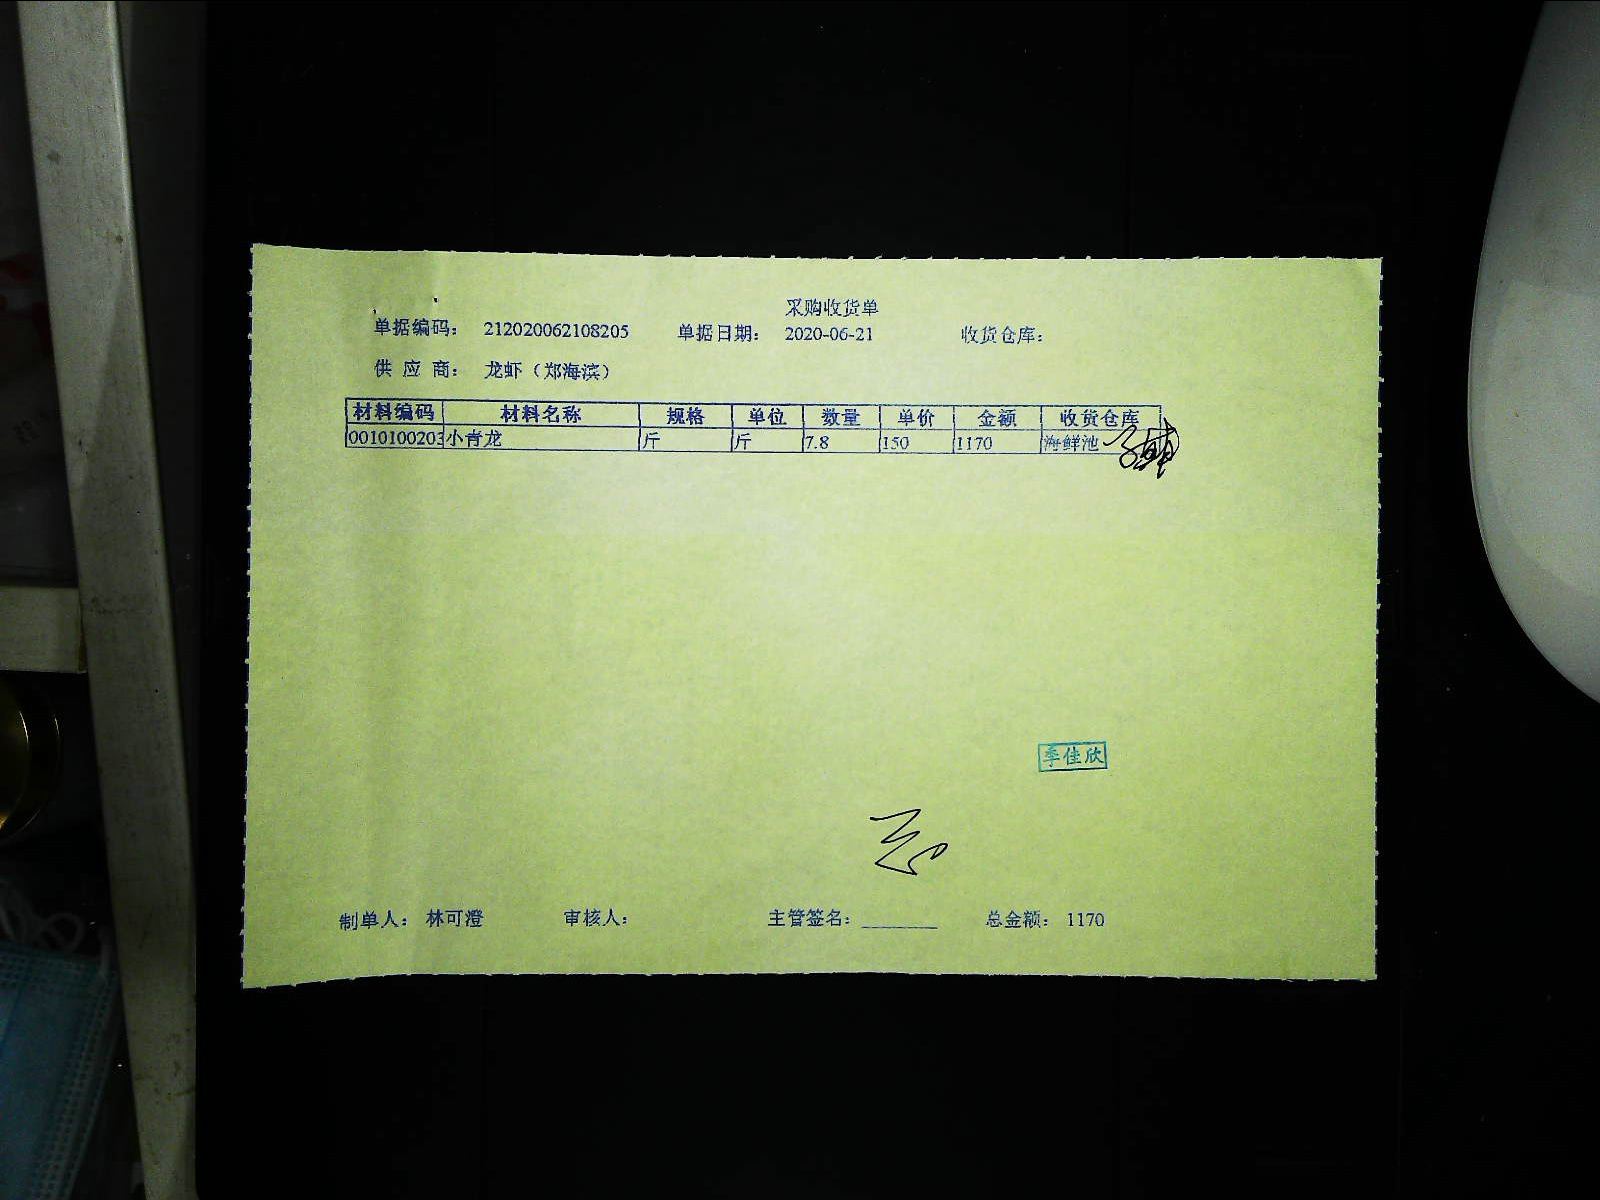 采购收货单
单据编码： 212020062108205 单据日期： 2020-06-21 收货仓库：
供 应 商： 龙虾（郑海滨）
材料编码 材料名称 规格 单位 数量 单价 金额 收货仓库
0010100203 小青龙 斤 斤 7.8 150 1170 海鲜池
季佳欣
制单人： 林可澄 审核人： 主管签名： ________ 总金额： 1170